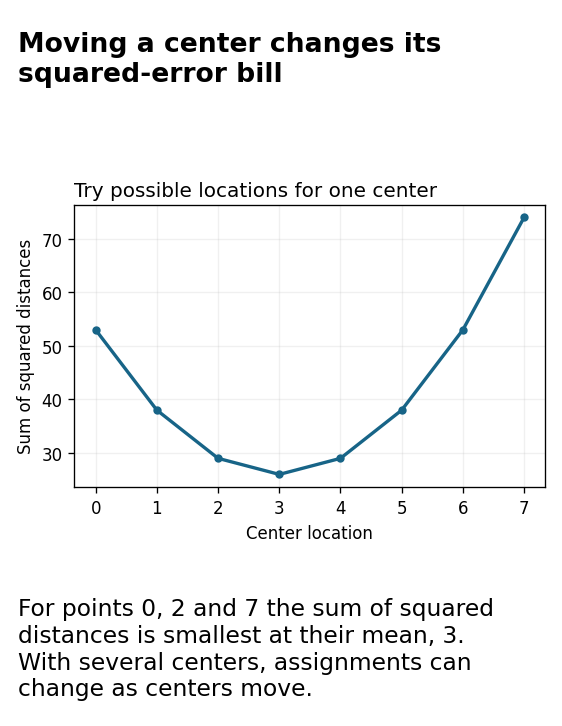 Moving a center changes its
squared-error bill
Try possible locations for one center
Sum of squared distances
70
60
50
40
30
0 1 2 3 4 5 6 7
Center location
For points 0, 2 and 7 the sum of squared
distances is smallest at their mean, 3.
With several centers, assignments can
change as centers move.